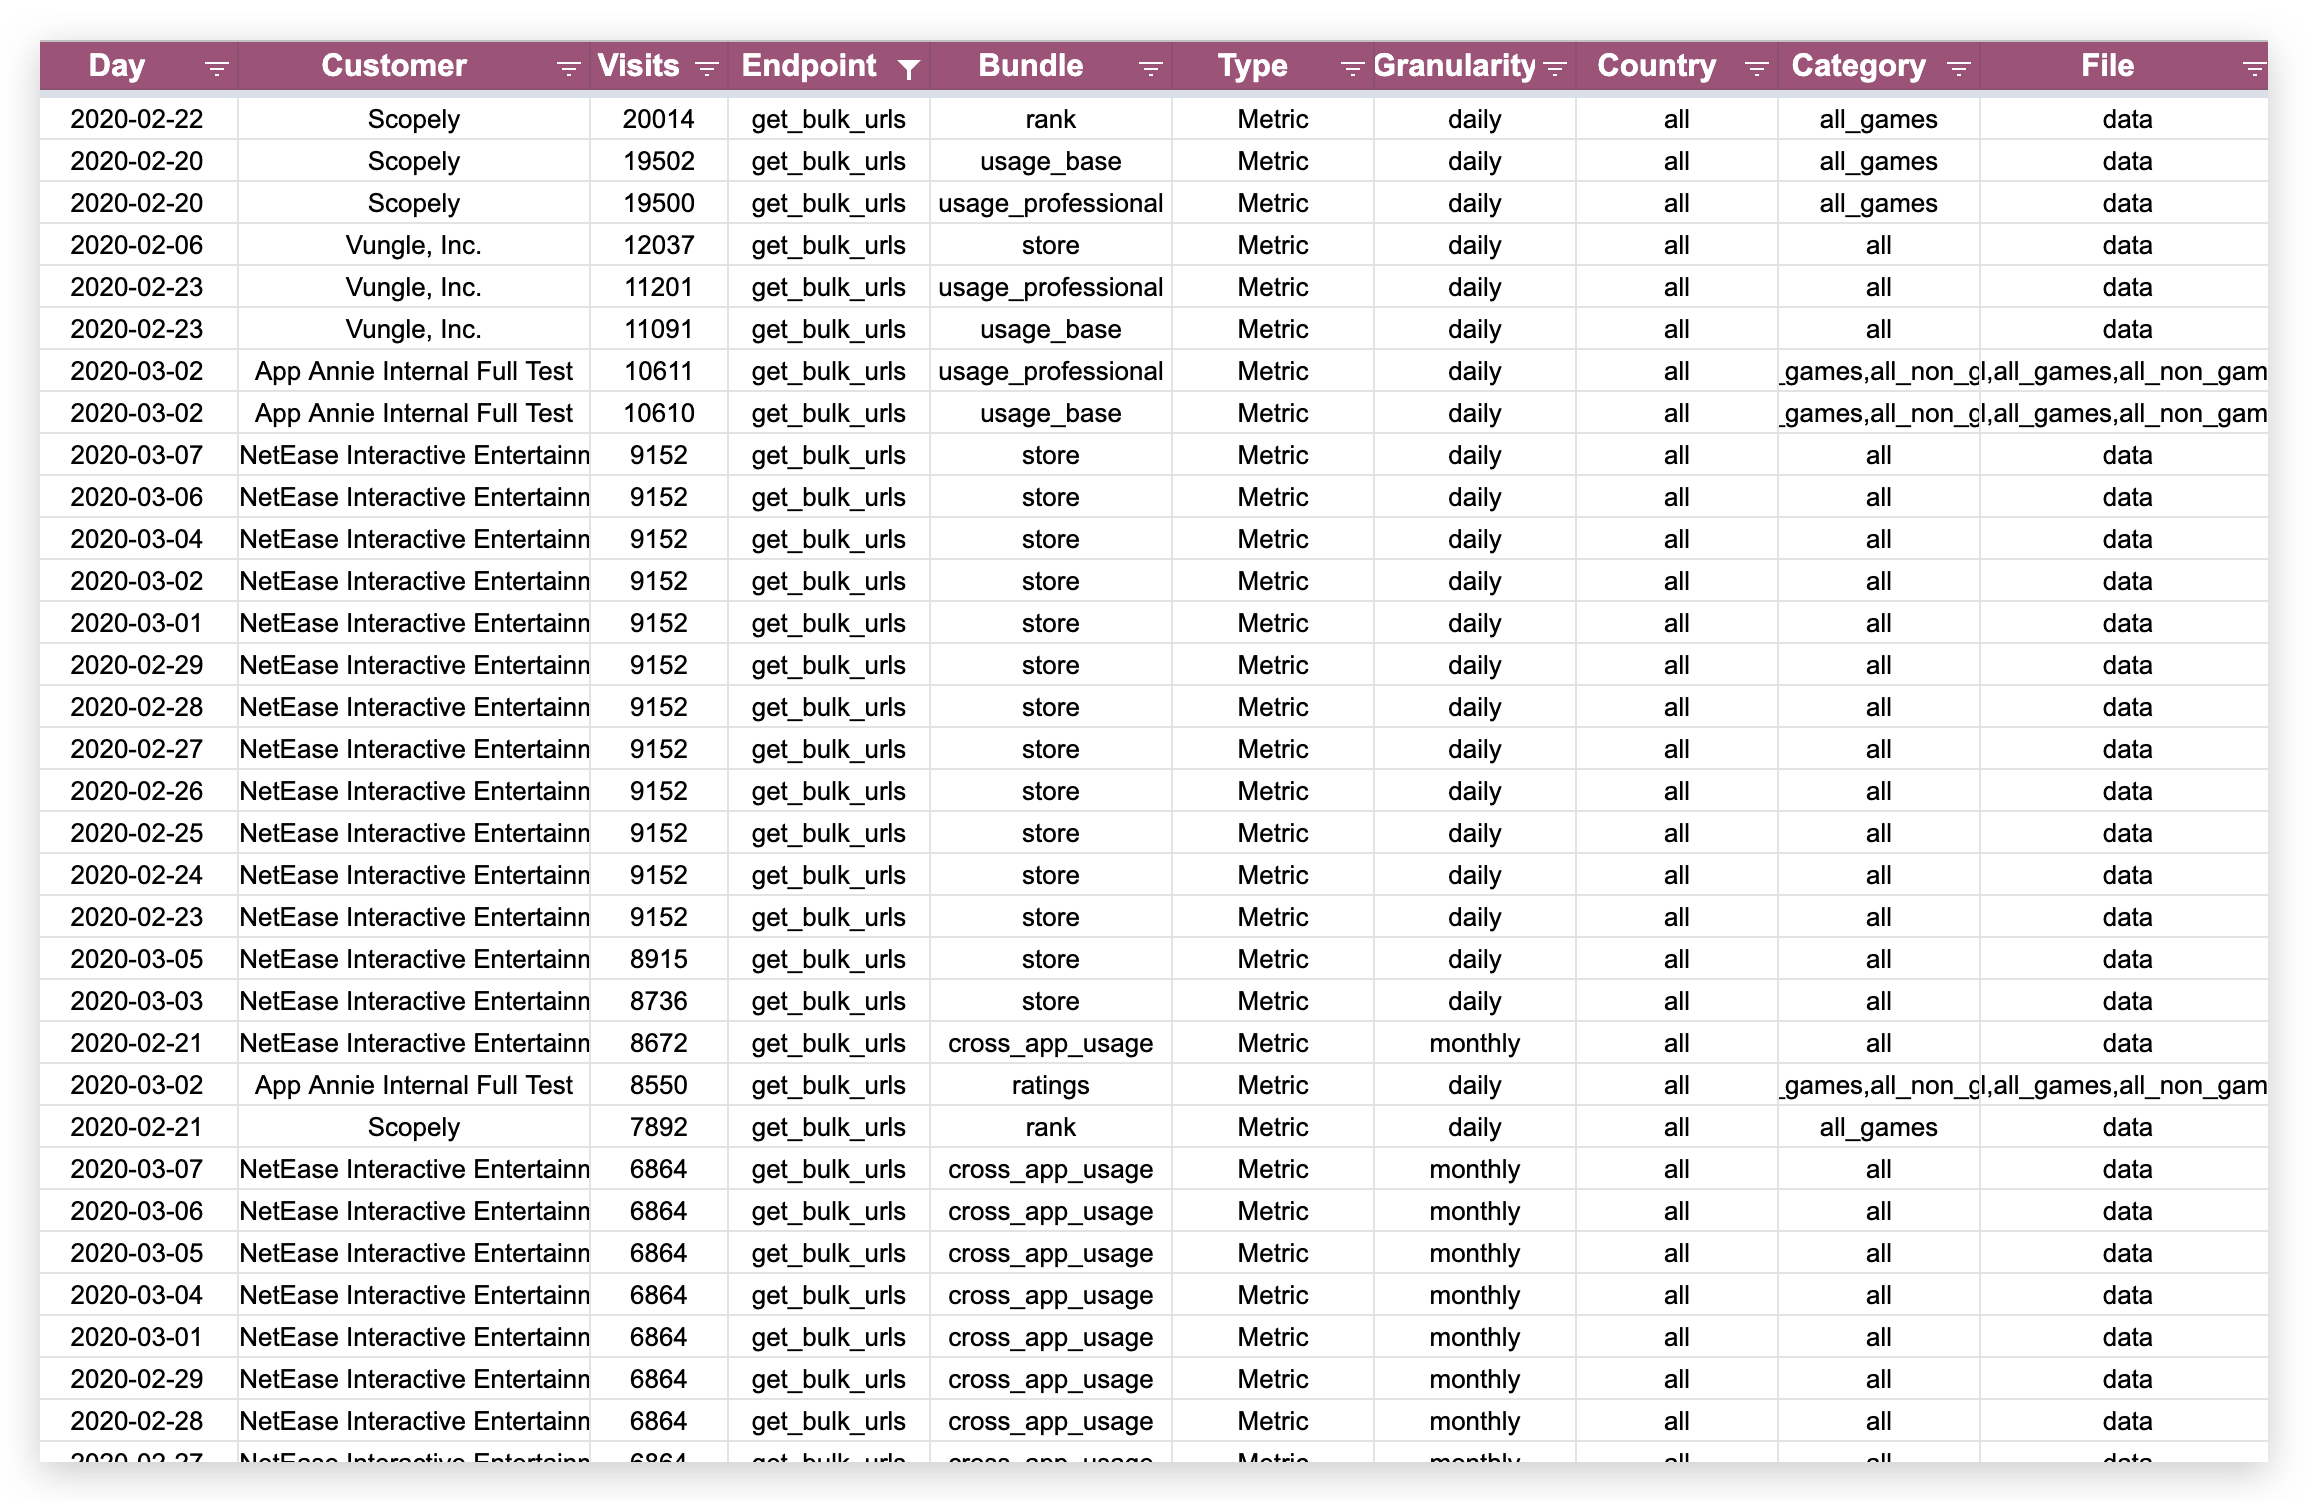 Day Customer Visits Endpoint Bundle Type Granularity Country Category File
2020-02-22 Scopely 20014 get_bulk_urls rank Metric daily all all_games data
2020-02-20 Scopely 19502 get_bulk_urls usage_base Metric daily all all_games data
2020-02-20 Scopely 19500 get_bulk_urls usage_professional Metric daily all all_games data
2020-02-06 Vungle, Inc. 12037 get_bulk_urls store Metric daily all all data
2020-02-23 Vungle, Inc. 11201 get_bulk_urls usage_professional Metric daily all all data
2020-02-23 Vungle, Inc. 11091 get_bulk_urls usage_base Metric daily all all data
2020-03-02 App Annie Internal Full Test 10611 get_bulk_urls usage_professional Metric daily all _games,all_non_g l,all_games,all_non_gam
2020-03-02 App Annie Internal Full Test 10610 get_bulk_urls usage_base Metric daily all _games,all_non_g l,all_games,all_non_gam
2020-03-07 NetEase Interactive Entertainn 9152 get_bulk_urls store Metric daily all all data
2020-03-06 NetEase Interactive Entertainn 9152 get_bulk_urls store Metric daily all all data
2020-03-04 NetEase Interactive Entertainn 9152 get_bulk_urls store Metric daily all all data
2020-03-02 NetEase Interactive Entertainn 9152 get_bulk_urls store Metric daily all all data
2020-03-01 NetEase Interactive Entertainn 9152 get_bulk_urls store Metric daily all all data
2020-02-29 NetEase Interactive Entertainn 9152 get_bulk_urls store Metric daily all all data
2020-02-28 NetEase Interactive Entertainn 9152 get_bulk_urls store Metric daily all all data
2020-02-27 NetEase Interactive Entertainn 9152 get_bulk_urls store Metric daily all all data
2020-02-26 NetEase Interactive Entertainn 9152 get_bulk_urls store Metric daily all all data
2020-02-25 NetEase Interactive Entertainn 9152 get_bulk_urls store Metric daily all all data
2020-02-24 NetEase Interactive Entertainn 9152 get_bulk_urls store Metric daily all all data
2020-02-23 NetEase Interactive Entertainn 9152 get_bulk_urls store Metric daily all all data
2020-03-05 NetEase Interactive Entertainn 8915 get_bulk_urls store Metric daily all all data
2020-03-03 NetEase Interactive Entertainn 8736 get_bulk_urls store Metric daily all all data
2020-02-21 NetEase Interactive Entertainn 8672 get_bulk_urls cross_app_usage Metric monthly all all data
2020-03-02 App Annie Internal Full Test 8550 get_bulk_urls ratings Metric daily all _games,all_non_g l,all_games,all_non_gam
2020-02-21 Scopely 7892 get_bulk_urls rank Metric daily all all_games data
2020-03-07 NetEase Interactive Entertainn 6864 get_bulk_urls cross_app_usage Metric monthly all all data
2020-03-06 NetEase Interactive Entertainn 6864 get_bulk_urls cross_app_usage Metric monthly all all data
2020-03-05 NetEase Interactive Entertainn 6864 get_bulk_urls cross_app_usage Metric monthly all all data
2020-03-04 NetEase Interactive Entertainn 6864 get_bulk_urls cross_app_usage Metric monthly all all data
2020-03-01 NetEase Interactive Entertainn 6864 get_bulk_urls cross_app_usage Metric monthly all all data
2020-02-29 NetEase Interactive Entertainn 6864 get_bulk_urls cross_app_usage Metric monthly all all data
2020-02-28 NetEase Interactive Entertainn 6864 get_bulk_urls cross_app_usage Metric monthly all all data
2020-02-27 NetEase Interactive Entertainn 6864 get_bulk_urls cross_app_usage Metric monthly all all data